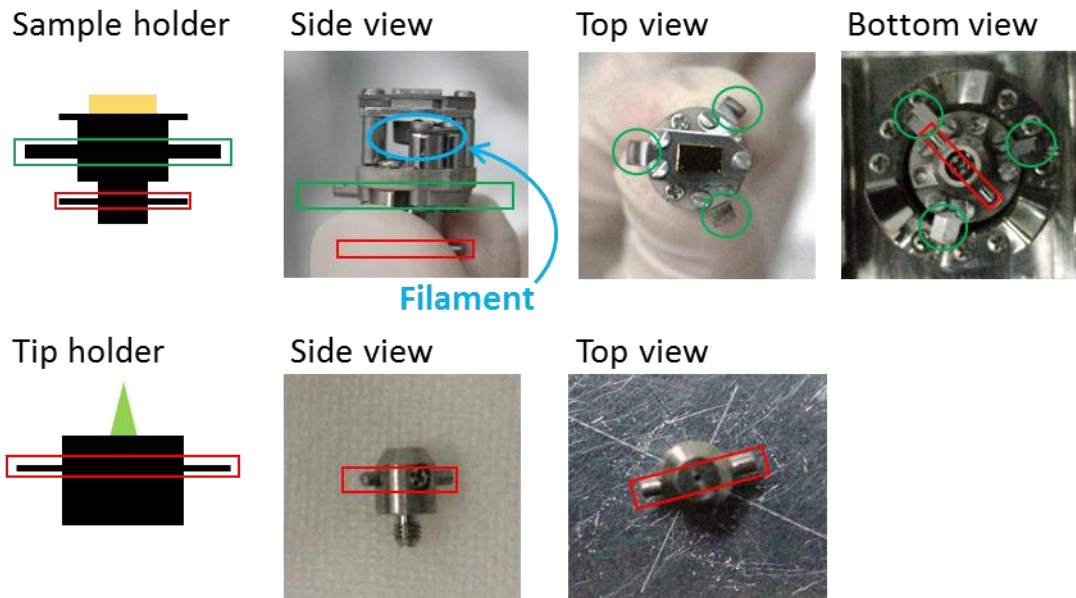 Sample holder
Side view
Top view
Bottom view
Filament
Tip holder
Side view
Top view